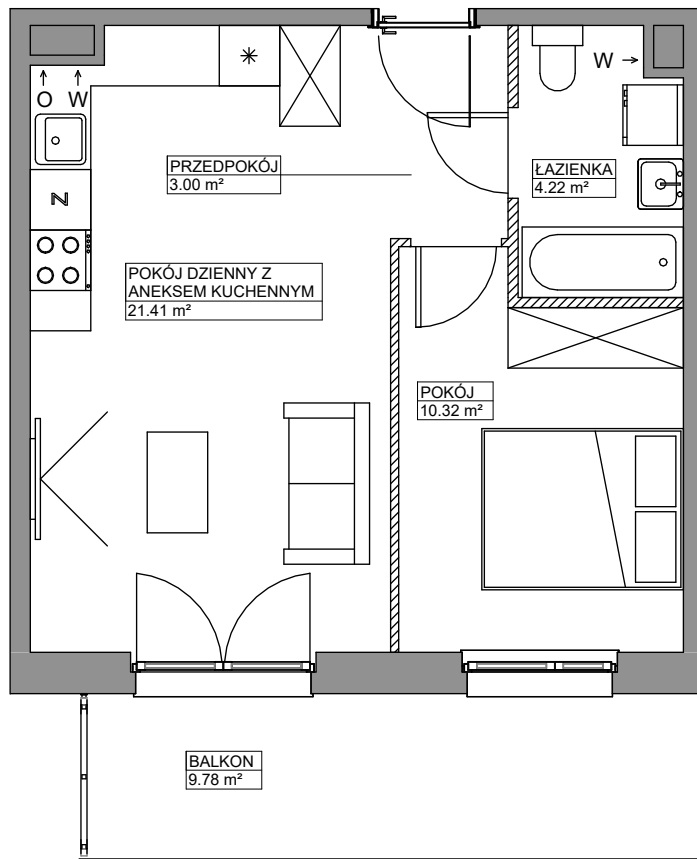 W
O W
PRZEDPOKÓJ
3.00 m²
ŁAZIENKA
4.22 m²
Z
POKÓJ DZIENNY Z
ANEKSEM KUCHENNYM
21.41 m²
POKÓJ
10.32 m²
BALKON
9.78 m²